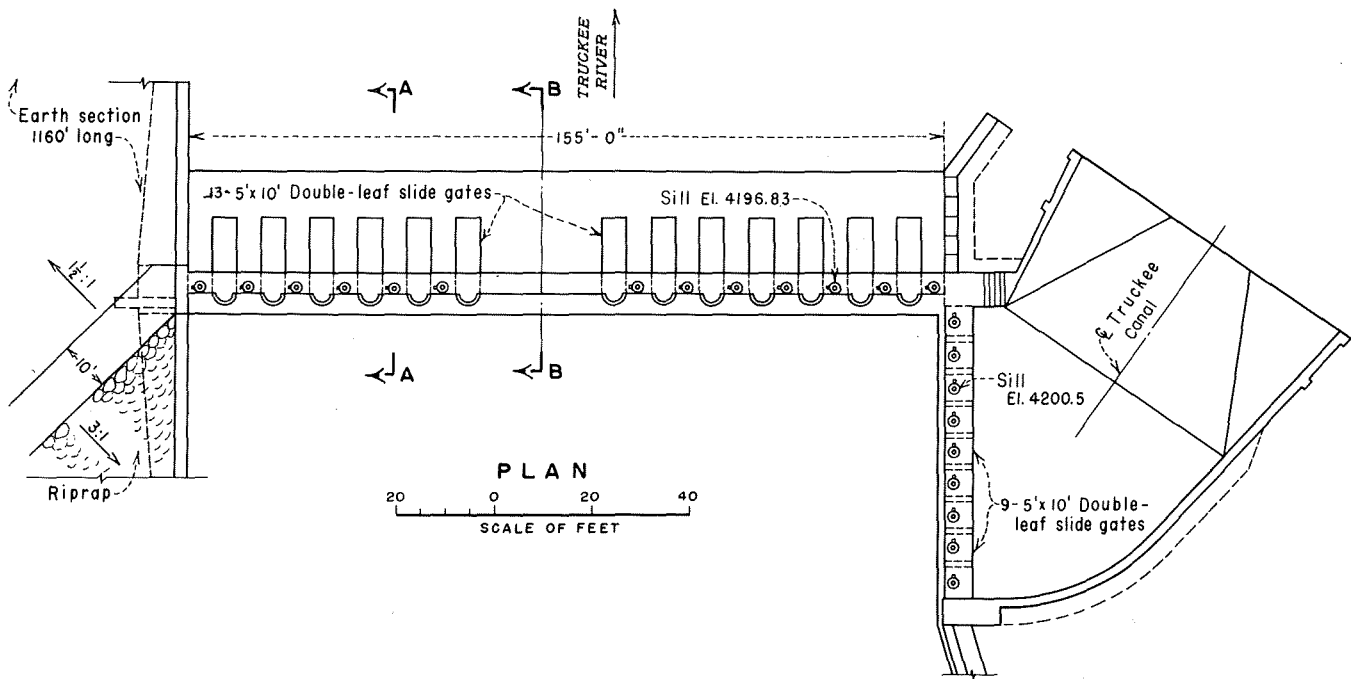 TRUCKEE
RIVER
A
B
Earth section
1160' long
155'-0"
13-5'x10' Double-leaf slide gates
Sill El. 4196.83
1½:1
℄ Truckee
Canal
10'
A
B
Sill
El. 4200.5
3:1
Riprap
PLAN
20 0 20 40
SCALE OF FEET
9-5'x10' Double-
leaf slide gates